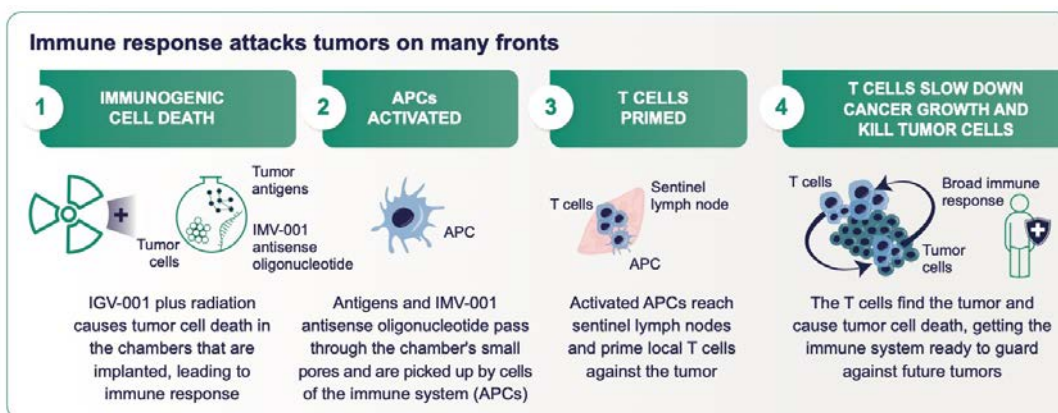 Immune response attacks tumors on many fronts
1
IMMUNOGENIC
CELL DEATH
2
APCs
ACTIVATED
3
T CELLS
PRIMED
4
T CELLS SLOW DOWN
CANCER GROWTH AND
KILL TUMOR CELLS
Tumor
antigens
Tumor
cells
IMV-001
antisense
oligonucleotide
IGV-001 plus radiation
causes tumor cell death in
the chambers that are
implanted, leading to
immune response
APC
Antigens and IMV-001
antisense oligonucleotide pass
through the chamber's small
pores and are picked up by cells
of the immune system (APCs)
T cells
Sentinel
lymph node
APC
Activated APCs reach
sentinel lymph nodes
and prime local T cells
against the tumor
T cells
Broad immune
response
Tumor
cells
The T cells find the tumor and
cause tumor cell death, getting the
immune system ready to guard
against future tumors